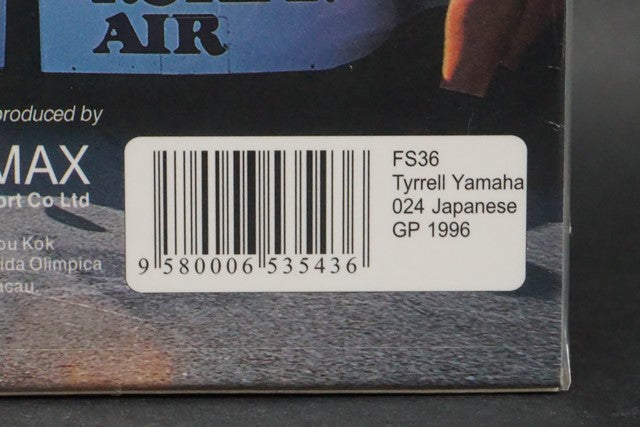 AIR
produced by
MAX
ort Co Ltd
ou Kok
ida Olimpica
acau
FS36
Tyrrell Yamaha
024 Japanese
GP 1996
9 580006 535436